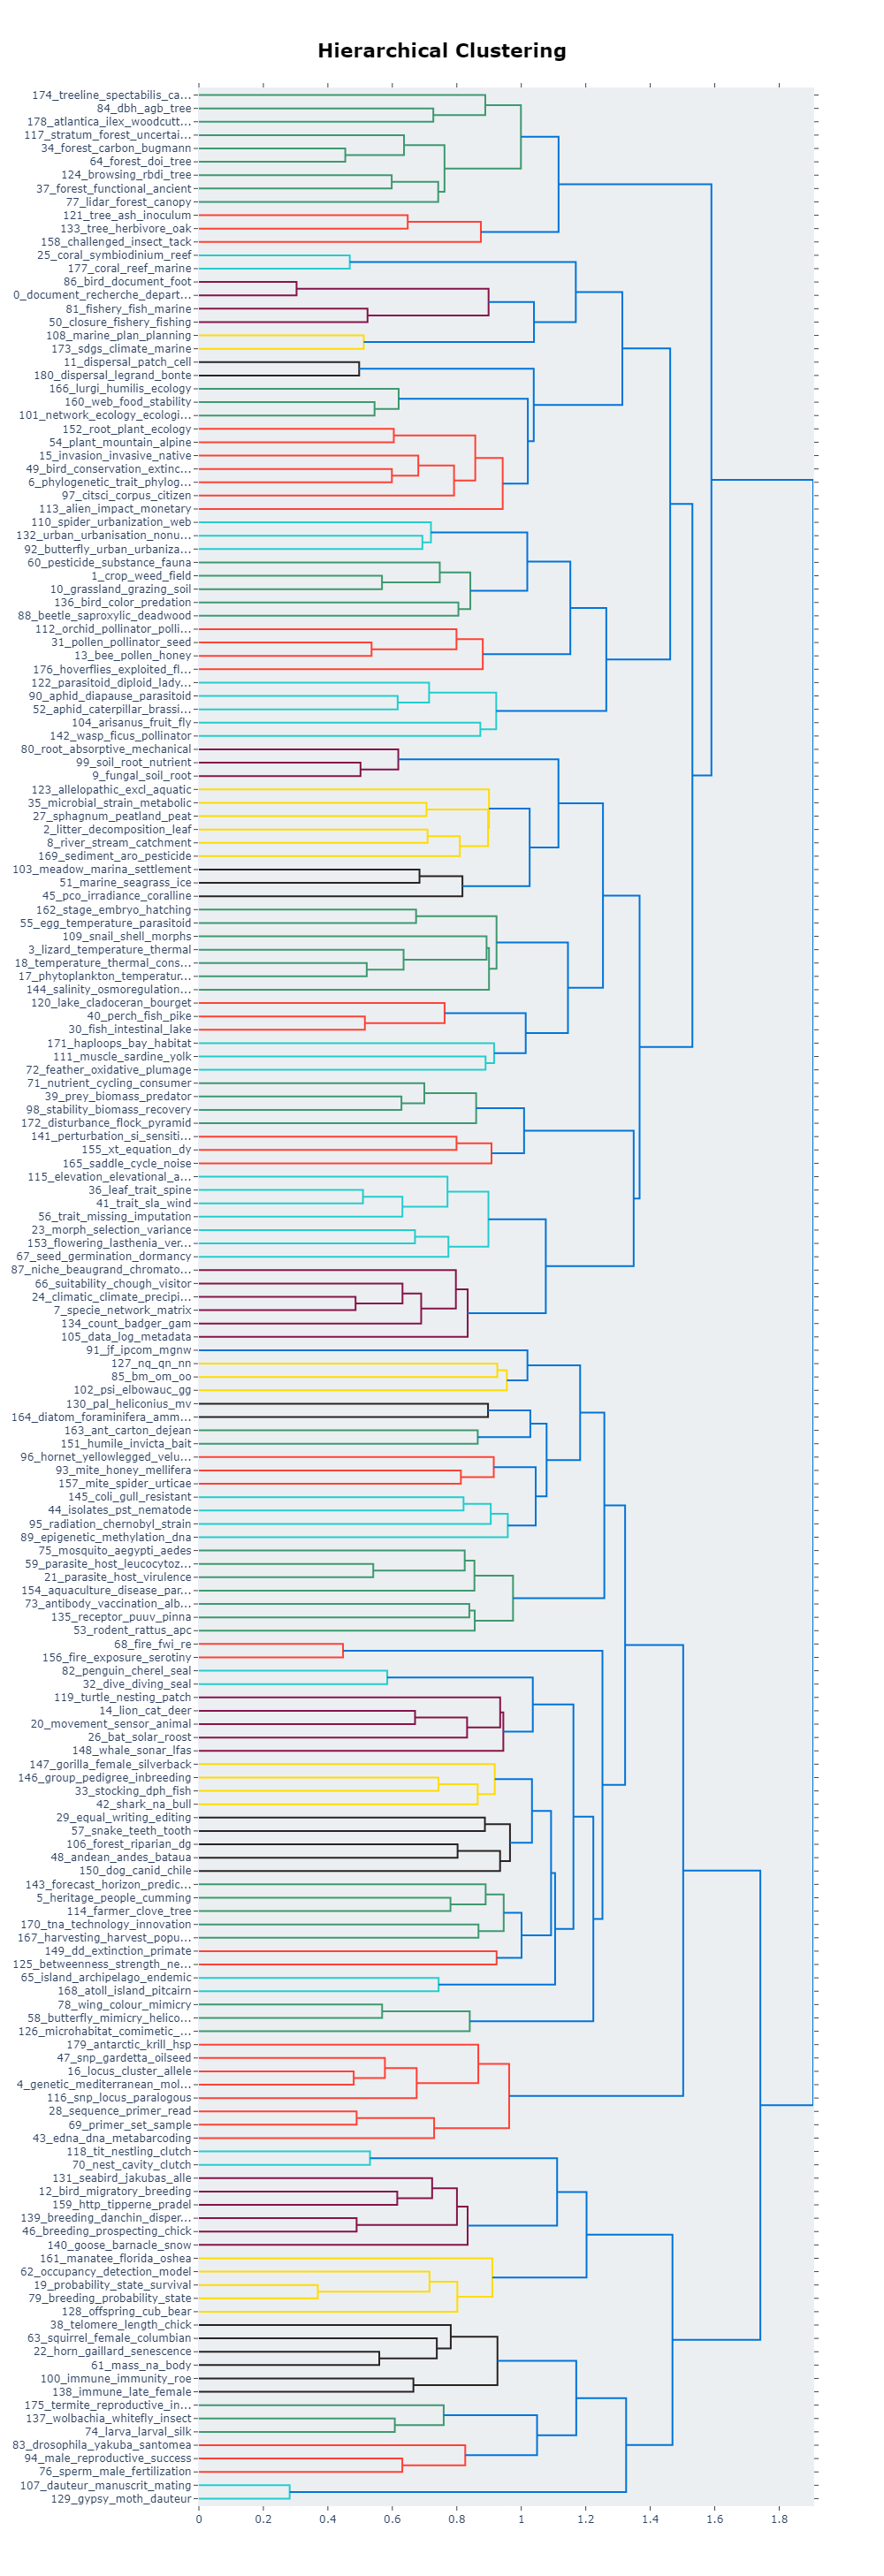 Hierarchical Clustering
174_treeline_spectabilis_ca...
84_dbh_agb_tree
178_atlantica_ilex_woodcutt...
117_stratum_forest_uncertai...
34_forest_carbon_bugmann
64_forest_doi_tree
124_browsing_rbdi_tree
37_forest_functional_ancient
77_lidar_forest_canopy
121_tree_ash_inoculum
133_tree_herbivore_oak
158_challenged_insect_tack
25_coral_symbiodinium_reef
177_coral_reef_marine
86_bird_document_foot
0_document_recherche_depart...
81_fishery_fish_marine
50_closure_fishery_fishing
108_marine_plan_planning
173_sdgs_climate_marine
11_dispersal_patch_cell
180_dispersal_legrand_bonte
166_lurgi_humilis_ecology
160_web_food_stability
101_network_ecology_ecologi...
152_root_plant_ecology
54_plant_mountain_alpine
15_invasion_invasive_native
49_bird_conservation_extinc...
6_phylogenetic_trait_phylog...
97_citsci_corpus_citizen
113_alien_impact_monetary
110_spider_urbanization_web
132_urban_urbanisation_nonu...
92_butterfly_urban_urbaniza...
60_pesticide_substance_fauna
1_crop_weed_field
10_grassland_grazing_soil
136_bird_color_predation
88_beetle_saproxylic_deadwood
112_orchid_pollinator_polli...
31_pollen_pollinator_seed
13_bee_pollen_honey
176_hoverflies_exploited_fl...
122_parasitoid_diploid_lady...
90_aphid_diapause_parasitoid
52_aphid_caterpillar_brassi...
104_arisanus_fruit_fly
142_wasp_ficus_pollinator
80_root_absorptive_mechanical
99_soil_root_nutrient
9_fungal_soil_root
123_allelopathic_excl_aquatic
35_microbial_strain_metabolic
27_sphagnum_peatland_peat
2_litter_decomposition_leaf
8_river_stream_catchment
169_sediment_aro_pesticide
103_meadow_marina_settlement
51_marine_seagrass_ice
45_pco_irradiance_coralline
162_stage_embryo_hatching
55_egg_temperature_parasitoid
109_snail_shell_morphs
3_lizard_temperature_thermal
18_temperature_thermal_cons...
17_phytoplankton_temperatur...
144_salinity_osmoregulation...
120_lake_cladoceran_bourget
40_perch_fish_pike
30_fish_intestinal_lake
171_haploops_bay_habitat
111_muscle_sardine_yolk
72_feather_oxidative_plumage
71_nutrient_cycling_consumer
39_prey_biomass_predator
98_stability_biomass_recovery
172_disturbance_flock_pyramid
141_perturbation_si_sensiti...
155_xt_equation_dy
165_saddle_cycle_noise
115_elevation_elevational_a...
36_leaf_trait_spine
41_trait_sla_wind
56_trait_missing_imputation
23_morph_selection_variance
153_flowering_lasthenia_ver...
67_seed_germination_dormancy
87_niche_beaugrand_chromato...
66_suitability_chough_visitor
24_climatic_climate_precipi...
7_specie_network_matrix
134_count_badger_gam
105_data_log_metadata
91_jf_ipcom_mgnw
127_nq_qn_nn
85_bm_om_oo
102_psi_elbowauc_gg
130_pal_heliconius_mv
164_diatom_foraminifera_amm...
163_ant_carton_dejean
151_humile_invicta_bait
96_hornet_yellowlegged_velu...
93_mite_honey_mellifera
157_mite_spider_urticae
145_coli_gull_resistant
44_isolates_pst_nematode
95_radiation_chernobyl_strain
89_epigenetic_methylation_dna
75_mosquito_aegypti_aedes
59_parasite_host_leucocytoz...
21_parasite_host_virulence
154_aquaculture_disease_par...
73_antibody_vaccination_alb...
135_receptor_puuv_pinna
53_rodent_rattus_apc
68_fire_fwi_re
156_fire_exposure_serotiny
82_penguin_cherel_seal
32_dive_diving_seal
119_turtle_nesting_patch
14_lion_cat_deer
20_movement_sensor_animal
26_bat_solar_roost
148_whale_sonar_lfas
147_gorilla_female_silverback
146_group_pedigree_inbreeding
33_stocking_dph_fish
42_shark_na_bull
29_equal_writing_editing
57_snake_teeth_tooth
106_forest_riparian_dg
48_andean_andes_bataua
150_dog_canid_chile
143_forecast_horizon_predic...
5_heritage_people_cumming
114_farmer_clove_tree
170_tna_technology_innovation
167_harvesting_harvest_popu...
149_dd_extinction_primate
125_betweenness_strength_ne...
65_island_archipelago_endemic
168_atoll_island_pitcairn
78_wing_colour_mimicry
58_butterfly_mimicry_helico...
126_microhabitat_comimetic_...
179_antarctic_krill_hsp
47_snp_gardetta_oilseed
16_locus_cluster_allele
4_genetic_mediterranean_mol...
116_snp_locus_paralogous
28_sequence_primer_read
69_primer_set_sample
43_edna_dna_metabarcoding
118_tit_nestling_clutch
70_nest_cavity_clutch
131_seabird_jakubas_alle
12_bird_migratory_breeding
159_http_tipperne_pradel
139_breeding_danchin_disper...
46_breeding_prospecting_chick
140_goose_barnacle_snow
161_manatee_florida_oshea
62_occupancy_detection_model
19_probability_state_survival
79_breeding_probability_state
128_offspring_cub_bear
38_telomere_length_chick
63_squirrel_female_columbian
22_horn_gaillard_senescence
61_mass_na_body
100_immune_immunity_roe
138_immune_late_female
175_termite_reproductive_in...
137_wolbachia_whitefly_insect
74_larva_larval_silk
83_drosophila_yakuba_santomea
94_male_reproductive_success
76_sperm_male_fertilization
107_dauteur_manuscrit_mating
129_gypsy_moth_dauteur
0 0.2 0.4 0.6 0.8 1 1.2 1.4 1.6 1.8